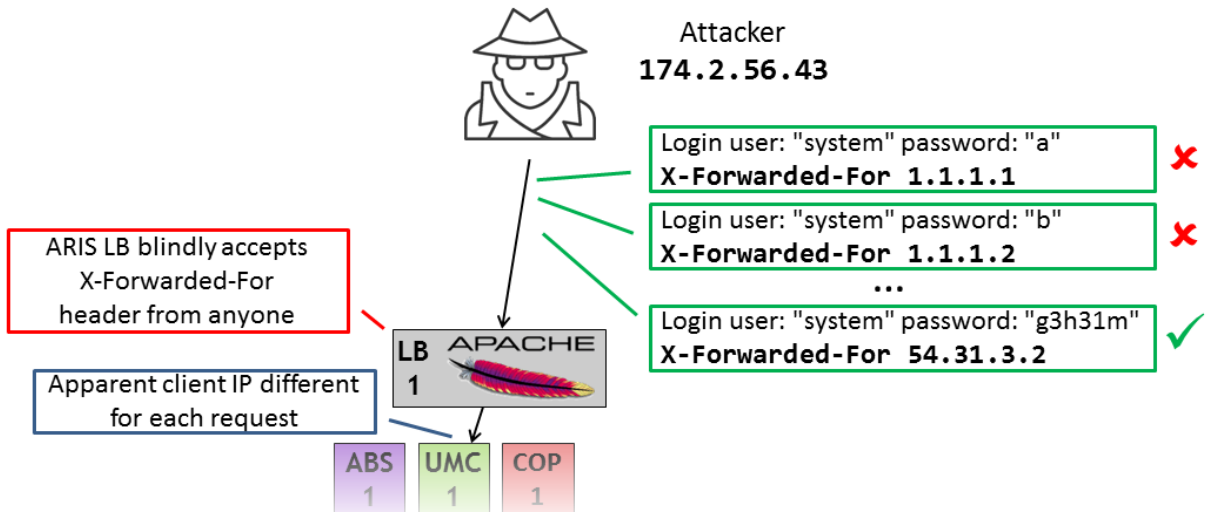 Attacker
174.2.56.43
Login user: "system" password: "a"
X-Forwarded-For 1.1.1.1
Login user: "system" password: "b"
X-Forwarded-For 1.1.1.2
...
Login user: "system" password: "g3h31m"
X-Forwarded-For 54.31.3.2
ARIS LB blindly accepts
X-Forwarded-For
header from anyone
LB
1
APACHE
Apparent client IP different
for each request
ABS
1
UMC
1
COP
1